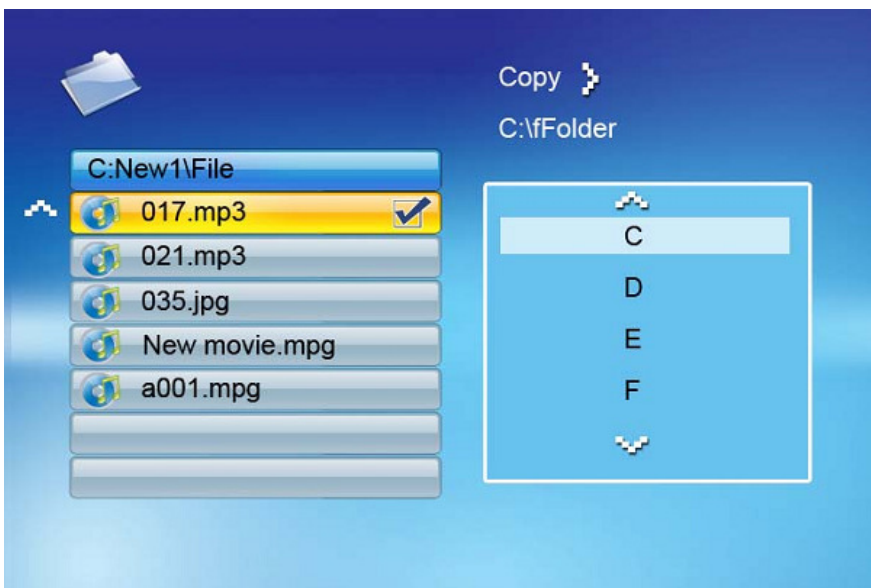 Copy
C:\fFolder
C:New1\File
017.mp3
021.mp3
035.jpg
New movie.mpg
a001.mpg
C
D
E
F